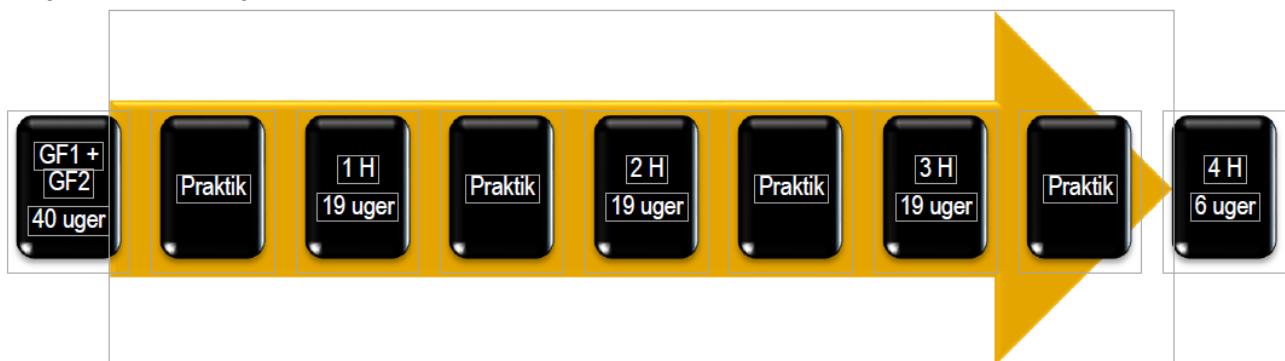 GF1 +
GF2
40 uger
Praktik
1 H
19 uger
Praktik
2 H
19 uger
Praktik
3 H
19 uger
Praktik
4 H
6 uger